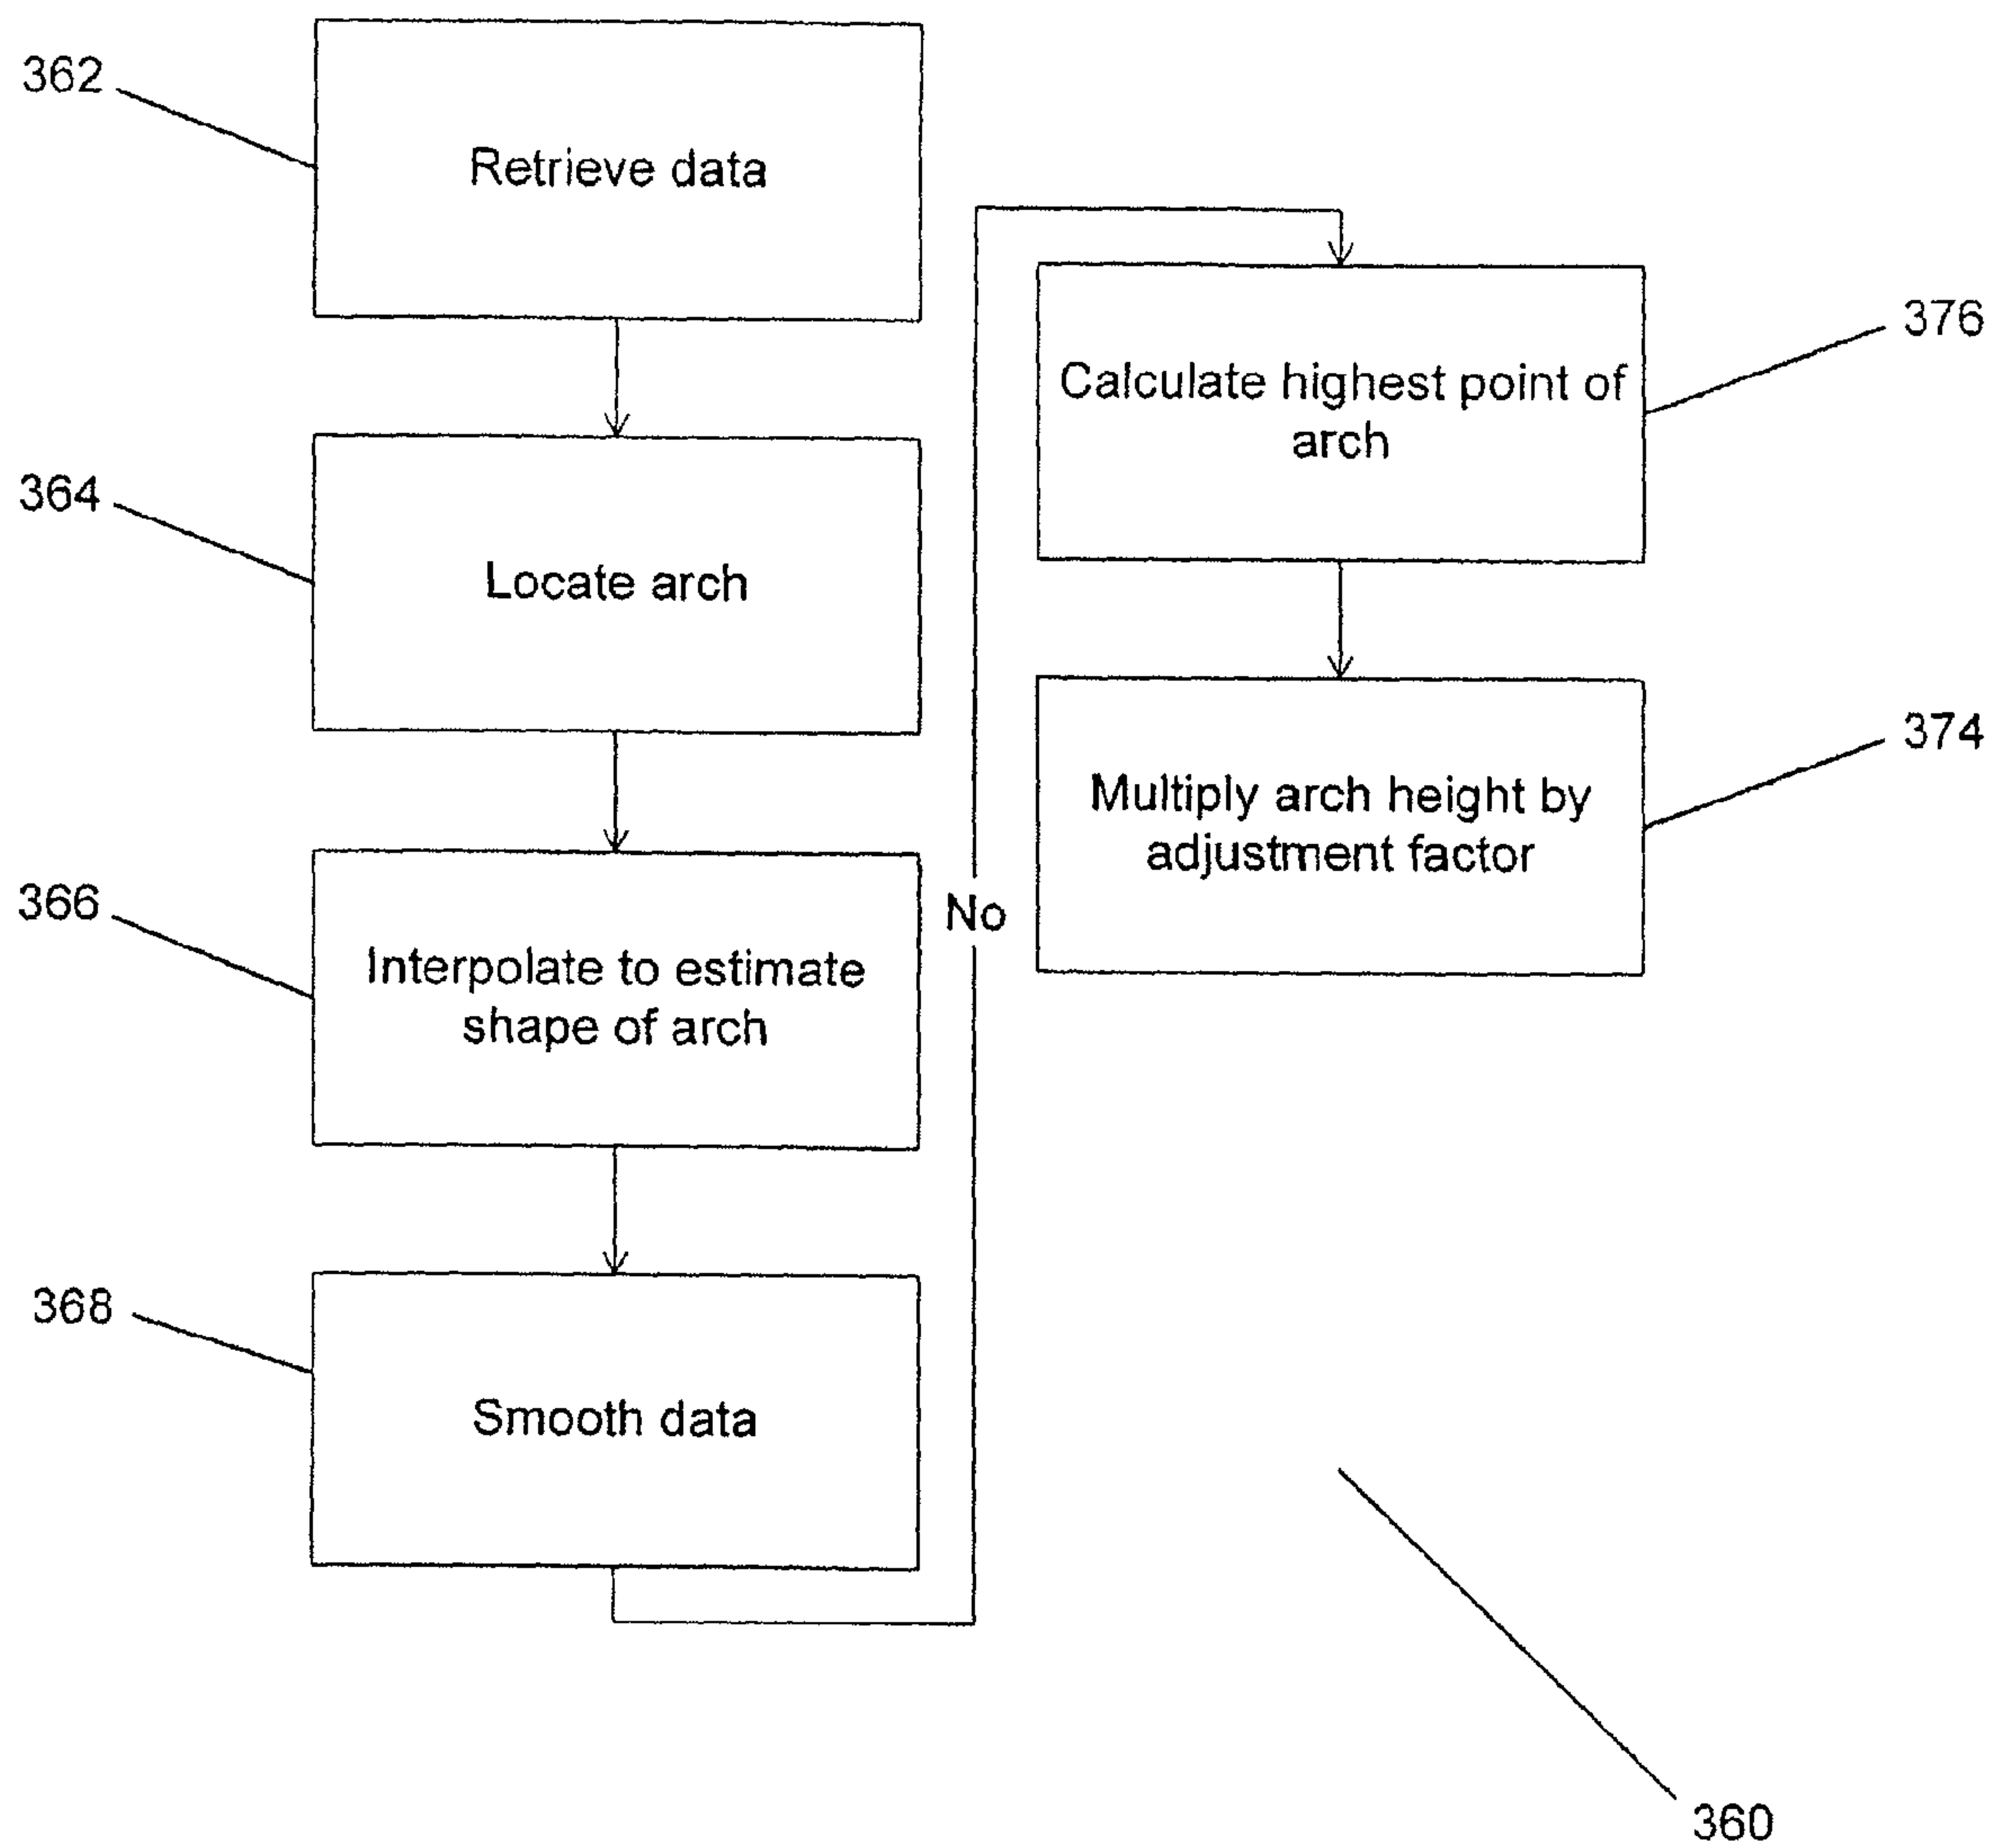 362
Retrieve data
364
Locate arch
366
Interpolate to estimate
shape of arch
368
Smooth data
No
Calculate highest point of
arch
376
Multiply arch height by
adjustment factor
374
360